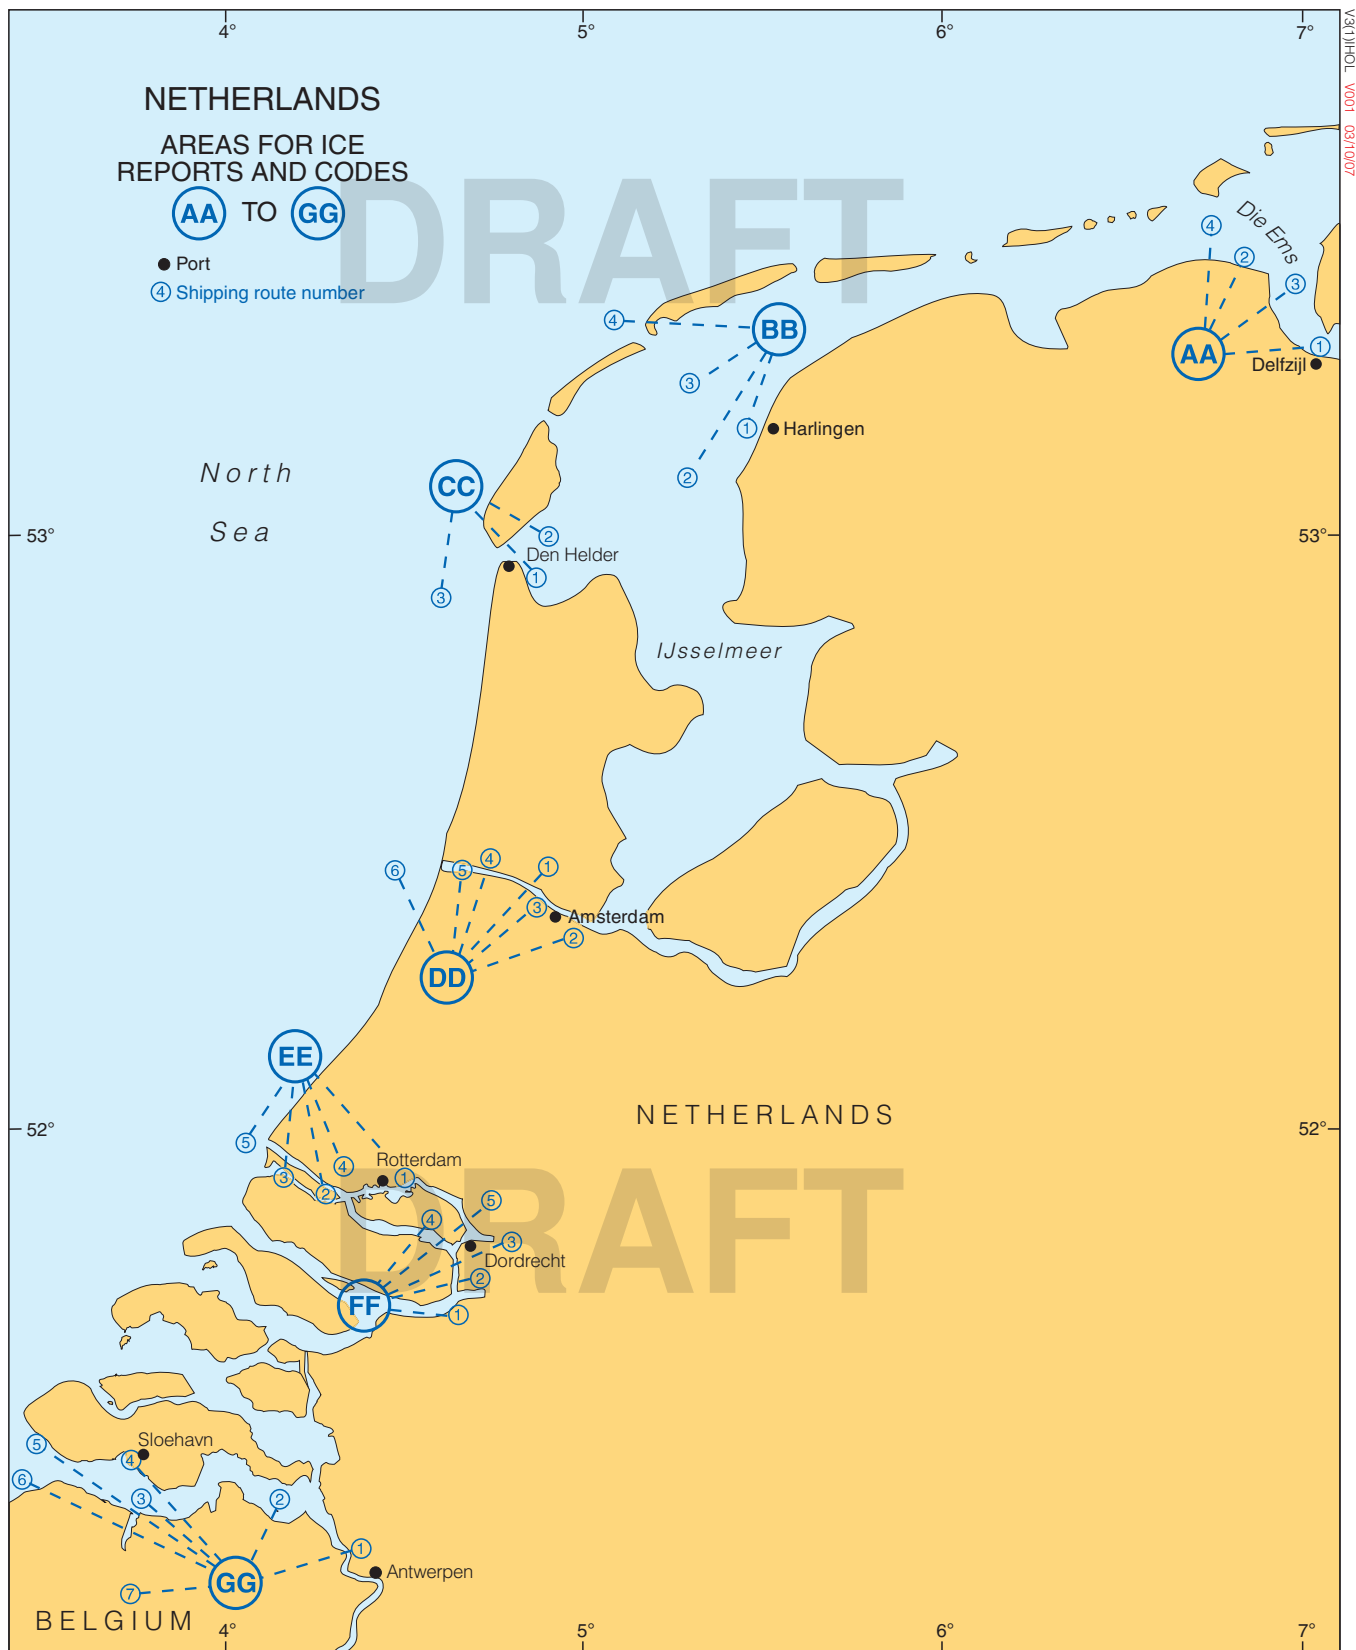 4°
5°
6°
7°
V3(1)IHOL V001 03/10/07
NETHERLANDS
AREAS FOR ICE
REPORTS AND CODES
AA TO GG
DRAFT
Port
4 Shipping route number
Die Ems
4
2
3
1
AA
Delfzijl
4
BB
3
1
Harlingen
2
North
Sea
CC
2
Den Helder
1
3
53°
53°
IJsselmeer
6
5
4
1
3
Amsterdam
2
DD
EE
NETHERLANDS
52°
52°
5
4
3
2
Rotterdam
1
DRAFT
5
4
3
Dordrecht
2
FF
1
Sloehavn
5
4
6
3
2
1
GG
7
Antwerpen
BELGIUM
4°
5°
6°
7°